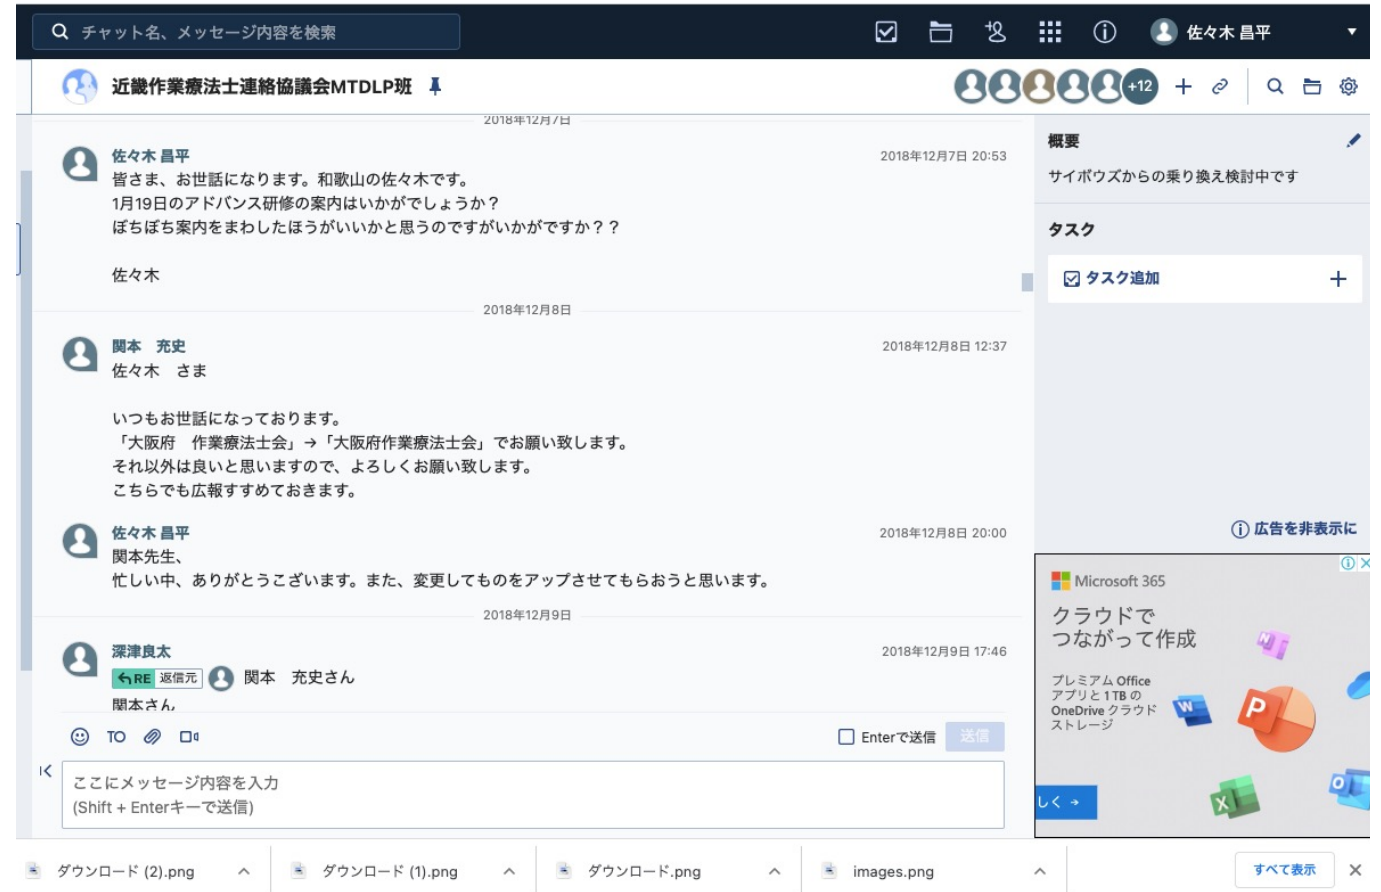 チャット名、メッセージ内容を検索
佐々木 昌平
近畿作業療法士連絡協議会MTDLP班
+12
2018年12月7日
佐々木 昌平
2018年12月7日 20:53
皆さま、お世話になります。和歌山の佐々木です。
1月19日のアドバンス研修の案内はいかがでしょうか？
ぼちぼち案内をまわしたほうがいいかと思うのですがいかがですか？？
佐々木
2018年12月8日
関本　充史
2018年12月8日 12:37
佐々木　さま
いつもお世話になっております。
「大阪府　作業療法士会」→「大阪府作業療法士会」でお願い致します。
それ以外は良いと思いますので、よろしくお願い致します。
こちらでも広報すすめておきます。
佐々木 昌平
2018年12月8日 20:00
関本先生、
忙しい中、ありがとうこざいます。また、変更してものをアップさせてもらおうと思います。
2018年12月9日
深津良太
2018年12月9日 17:46
RE 返信元 関本　充史さん
関本さん
TO
Enterで送信
送信
ここにメッセージ内容を入力
(Shift + Enterキーで送信)
概要
サイボウズからの乗り換え検討中です
タスク
タスク追加
広告を非表示に
Microsoft 365
クラウドで
つながって作成
プレミアム Office
アプリと 1 TB の
OneDrive クラウド
ストレージ
W
P
N
X
O
しく →
ダウンロード (2).png
ダウンロード (1).png
ダウンロード.png
images.png
すべて表示